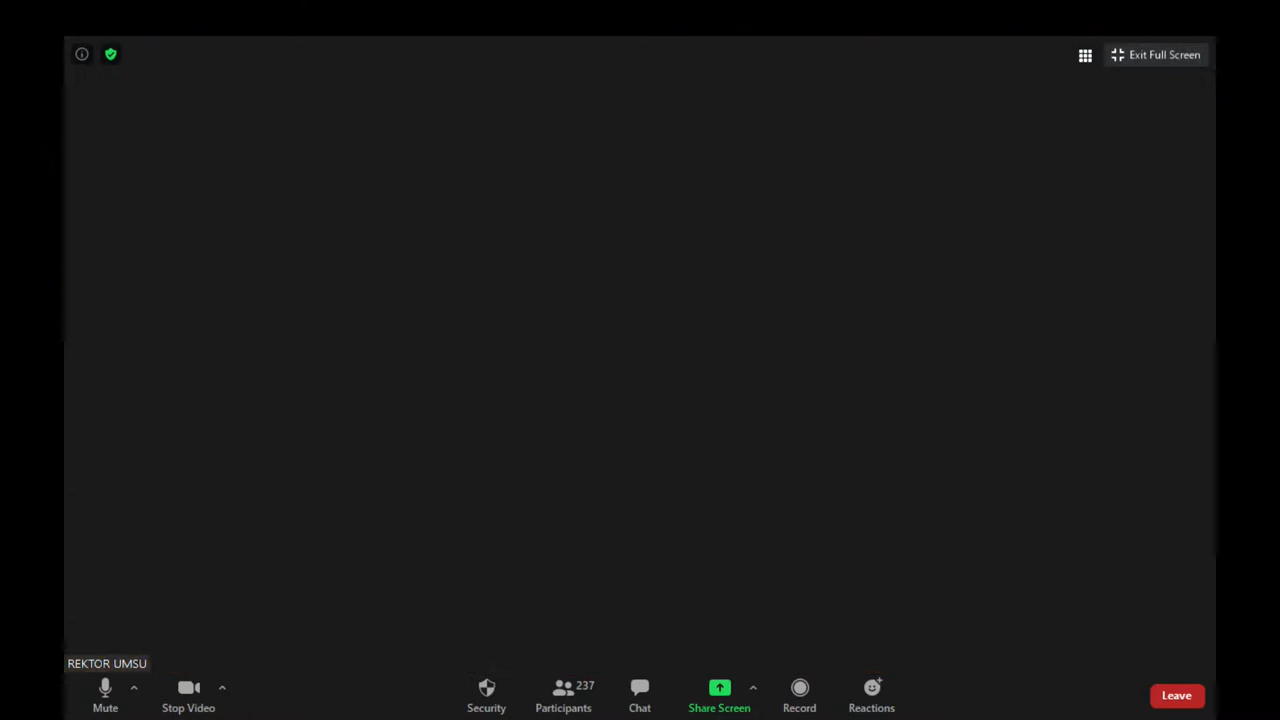 Exit Full Screen
REKTOR UMSU
237
Mute
Stop Video
Security
Participants
Chat
Share Screen
Record
Reactions
Leave